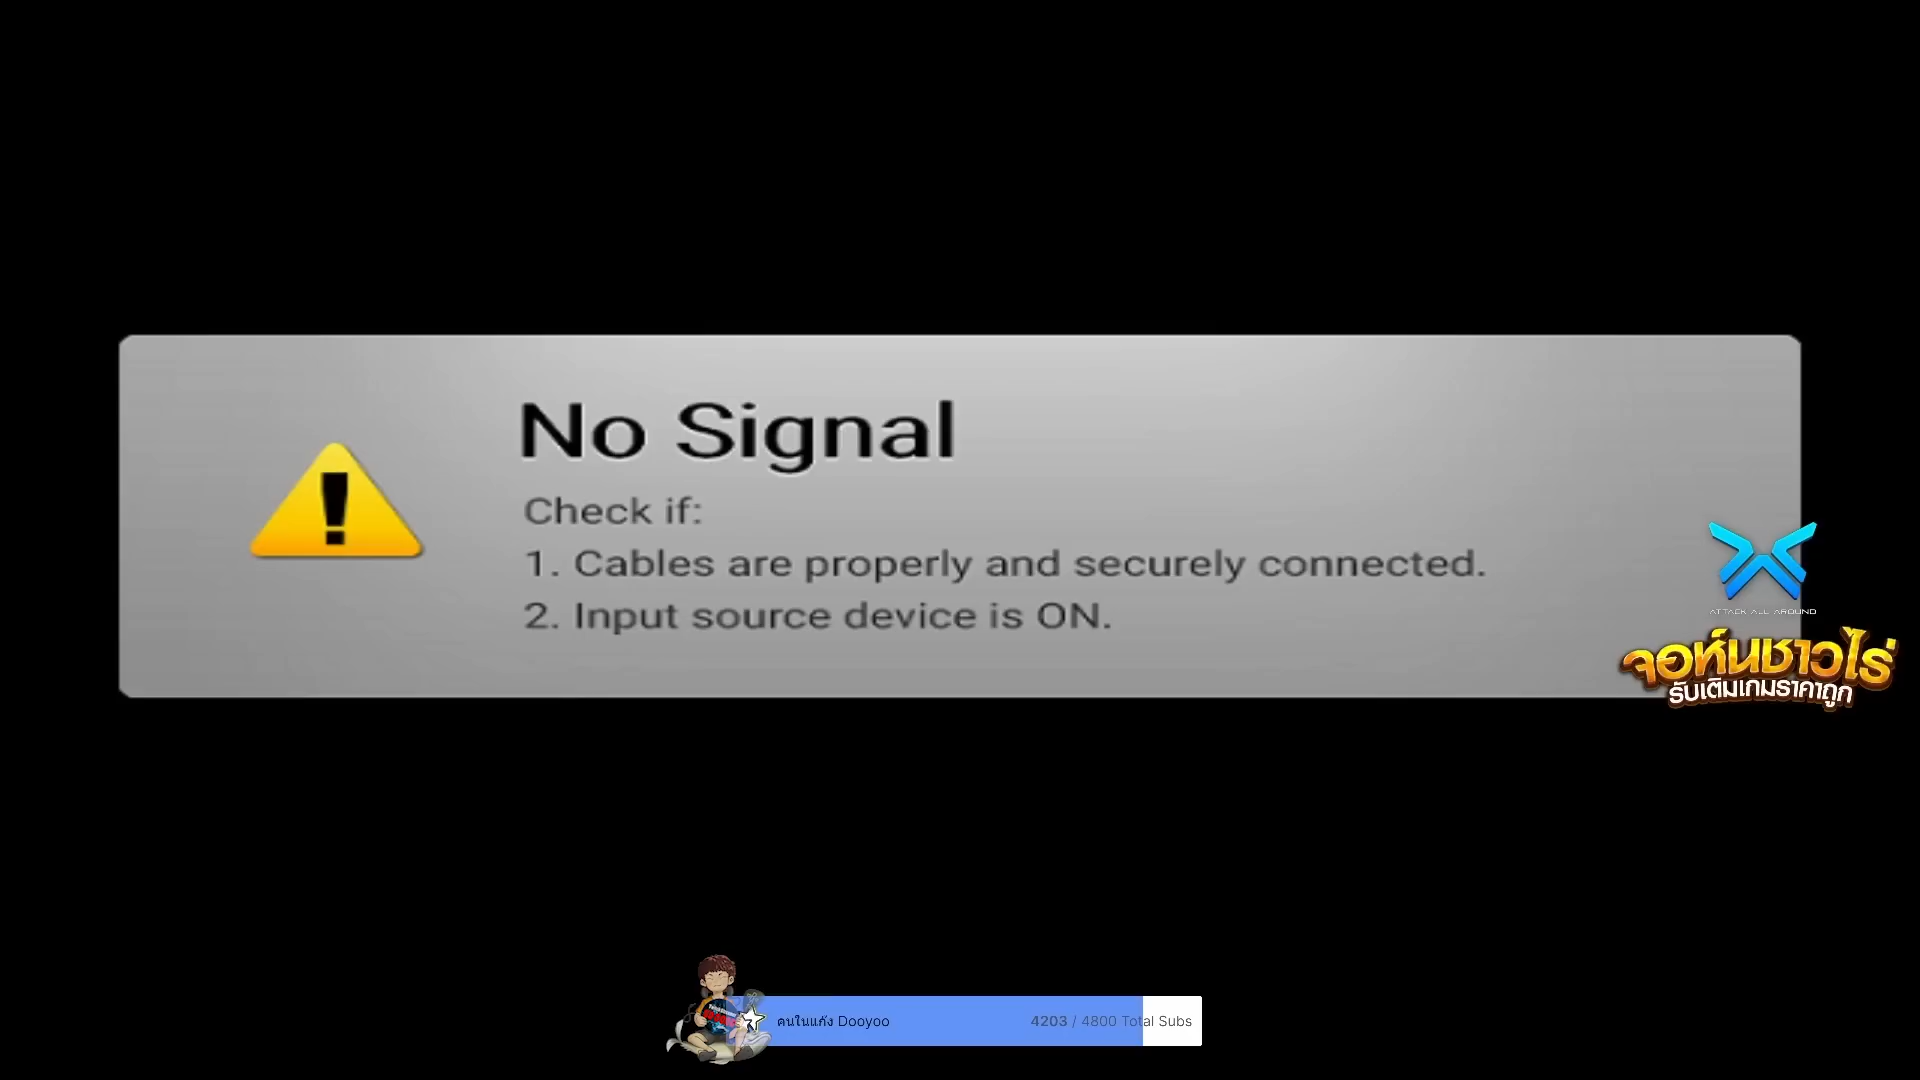 No Signal
Check if:
1. Cables are properly and securely connected.
2. Input source device is ON.
ATTACK ALL AROUND
จอห์นชาวไร่
รับเติมเกมราคาถูก
คนในแก๊ง Dooyoo
4203 / 4800 Total Subs